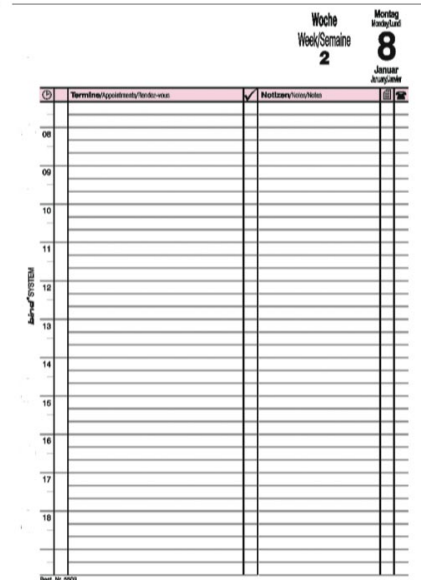 Woche
Week/Semaine
2
Montag
Monday/Lundi
8
Januar
January/Janvier
Termine/Appointments/Rendez-vous
Notizen/Notes/Notes
08
09
10
11
12
13
14
15
16
17
18
bind SYSTEM